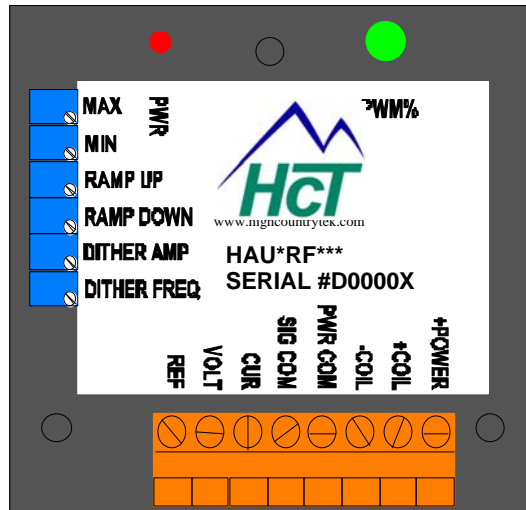 MAX
PWR
PWM%
MIN
RAMP UP
RAMP DOWN
DITHER AMP
DITHER FREQ
HCT
www.highcountrytek.com
HAU*RF***
SERIAL #D0000X
REF
VOLT
CUR
SIG COM
PWR COM
-COIL
+COIL
+POWER